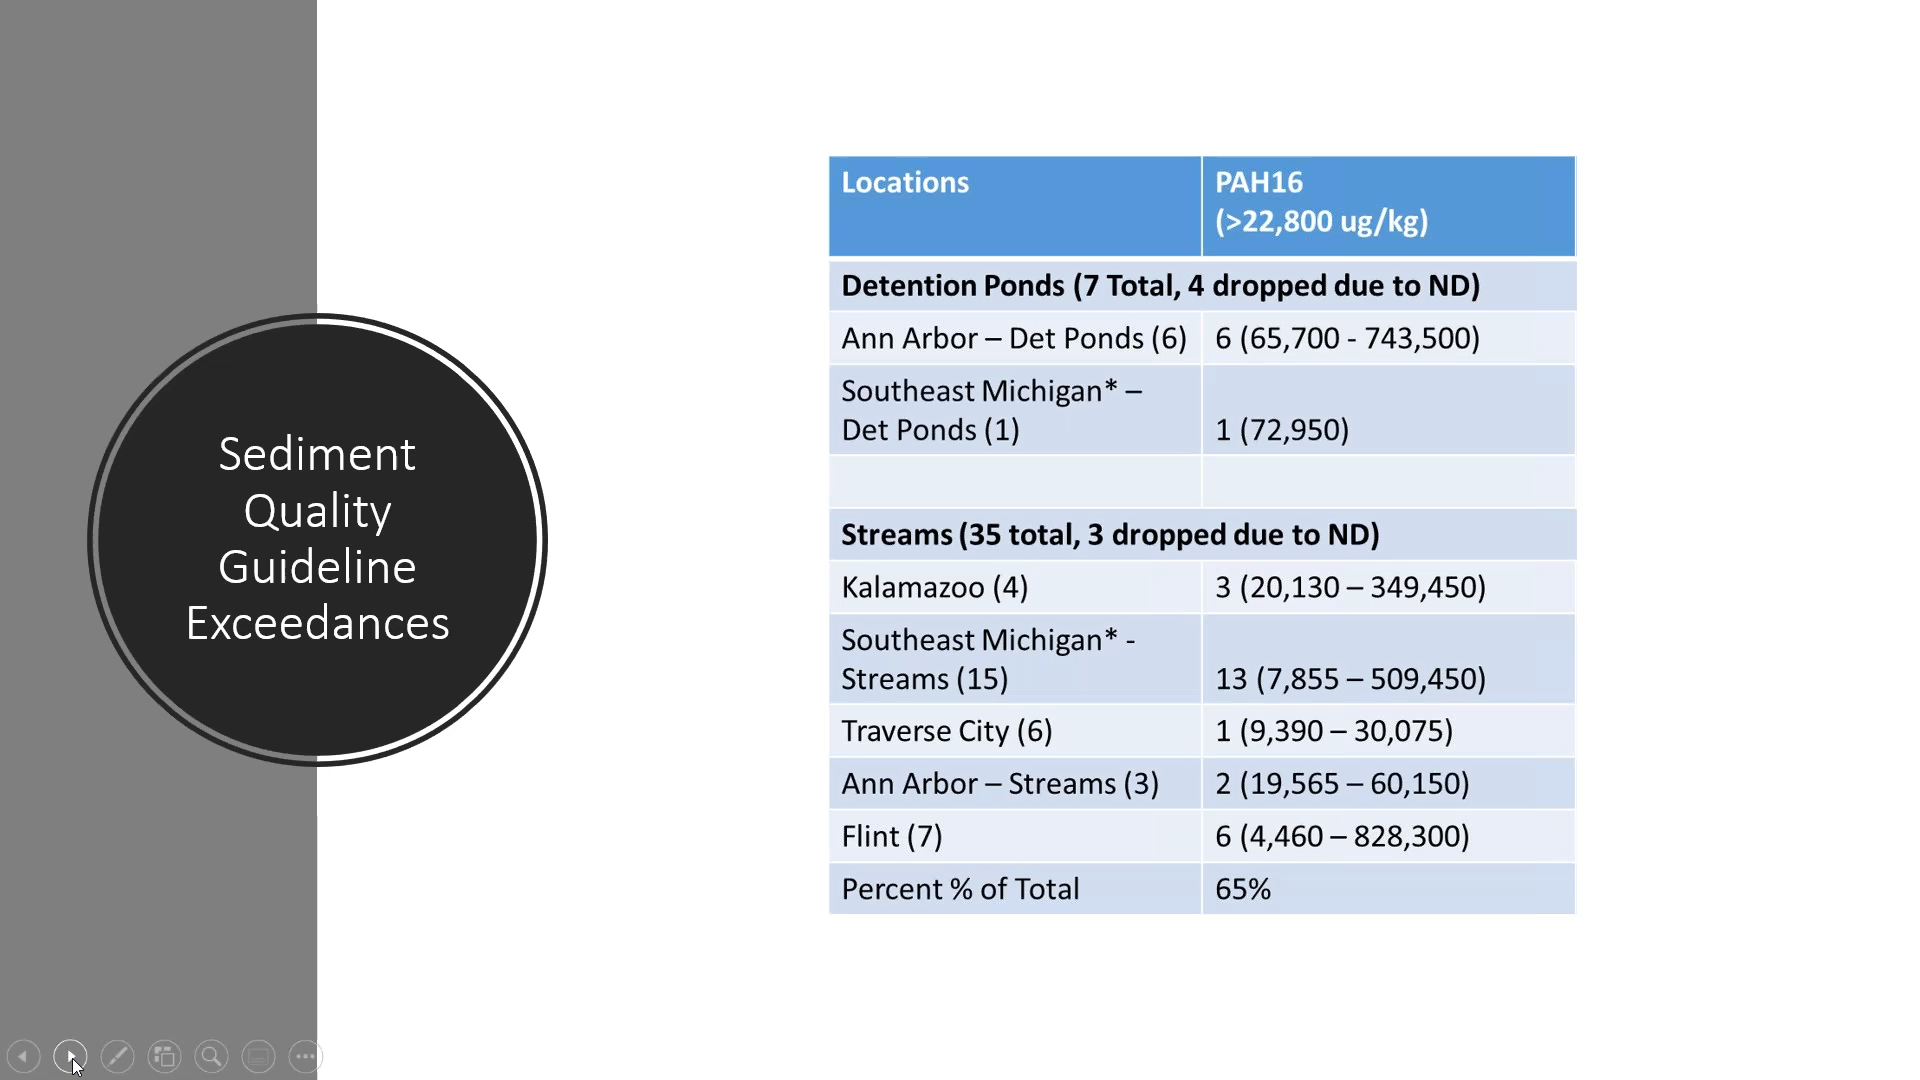 Sediment
Quality
Guideline
Exceedances
Locations
PAH16
(>22,800 ug/kg)
Detention Ponds (7 Total, 4 dropped due to ND)
Ann Arbor – Det Ponds (6)
6 (65,700 - 743,500)
Southeast Michigan* –
Det Ponds (1)
1 (72,950)
Streams (35 total, 3 dropped due to ND)
Kalamazoo (4)
3 (20,130 – 349,450)
Southeast Michigan* -
Streams (15)
13 (7,855 – 509,450)
Traverse City (6)
1 (9,390 – 30,075)
Ann Arbor – Streams (3)
2 (19,565 – 60,150)
Flint (7)
6 (4,460 – 828,300)
Percent % of Total
65%